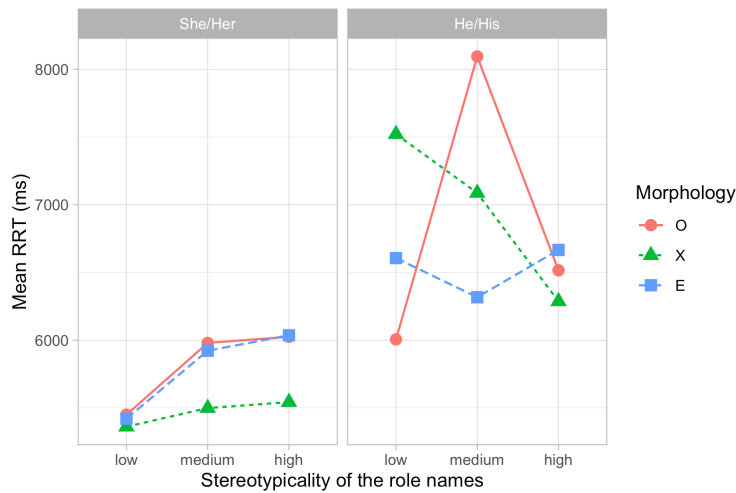 She/Her
He/His
8000
7000
6000
Mean RRT (ms)
low medium high
low medium high
Stereotypicality of the role names
Morphology
O
X
E